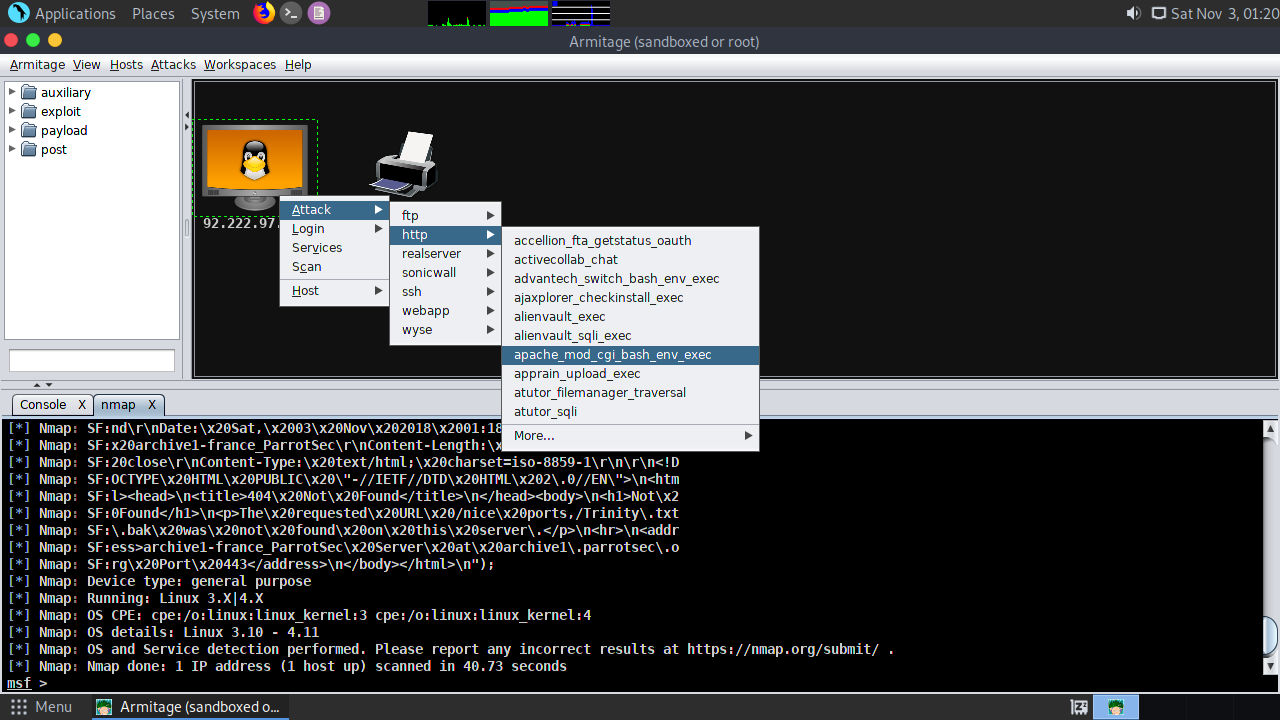 Applications Places System Sat Nov 3, 01:20
Armitage (sandboxed or root)
Armitage View Hosts Attacks Workspaces Help
auxiliary
exploit
payload
post
92.222.97.
Attack
Login
Services
Scan
Host
ftp
http
realserver
sonicwall
ssh
webapp
wyse
accellion_fta_getstatus_oauth
activecollab_chat
advantech_switch_bash_env_exec
ajaxplorer_checkinstall_exec
alienvault_exec
alienvault_sqli_exec
apache_mod_cgi_bash_env_exec
apprain_upload_exec
atutor_filemanager_traversal
atutor_sqli
More...
Console X nmap X
[*] Nmap: SF:nd\r\nDate:\x20Sat,\x2003\x20Nov\x202018\x2001:18
[*] Nmap: SF:x20archive1-france_ParrotSec\r\nContent-Length:\x
[*] Nmap: SF:20close\r\nContent-Type:\x20text/html;\x20charset=iso-8859-1\r\n\r\n<!D
[*] Nmap: SF:OCTYPE\x20HTML\x20PUBLIC\x20\"-//IETF//DTD\x20HTML\x202\.0//EN\">\n<htm
[*] Nmap: SF:l><head>\n<title>404\x20Not\x20Found</title>\n</head><body>\n<h1>Not\x2
[*] Nmap: SF:0Found</h1>\n<p>The\x20requested\x20URL\x20/nice\x20ports,/Trinity\.txt
[*] Nmap: SF:\.bak\x20was\x20not\x20found\x20on\x20this\x20server\.</p>\n<hr>\n<addr
[*] Nmap: SF:ess>archive1-france_ParrotSec\x20Server\x20at\x20archive1\.parrotsec\.o
[*] Nmap: SF:rg\x20Port\x20443</address>\n</body></html>\n");
[*] Nmap: Device type: general purpose
[*] Nmap: Running: Linux 3.X|4.X
[*] Nmap: OS CPE: cpe:/o:linux:linux_kernel:3 cpe:/o:linux:linux_kernel:4
[*] Nmap: OS details: Linux 3.10 - 4.11
[*] Nmap: OS and Service detection performed. Please report any incorrect results at https://nmap.org/submit/ .
[*] Nmap: Nmap done: 1 IP address (1 host up) scanned in 40.73 seconds
msf >
Menu Armitage (sandboxed o...